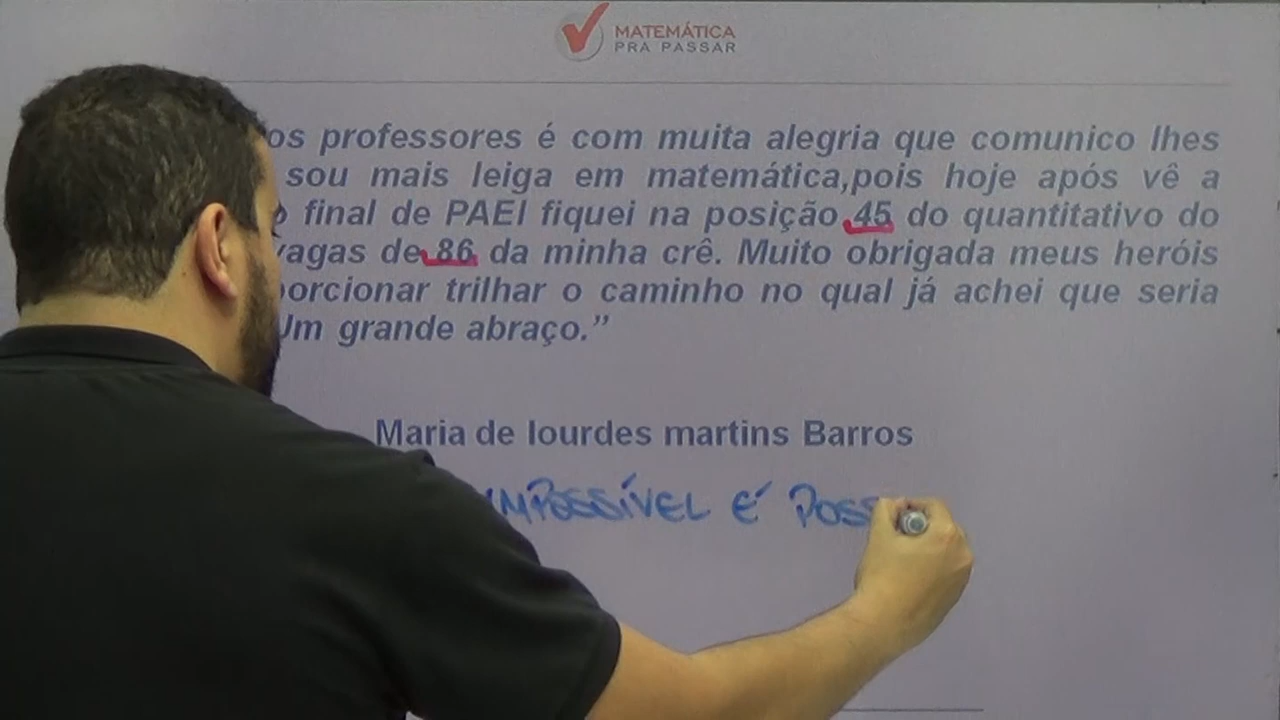 MATEMÁTICA
PRA PASSAR
os professores é com muita alegria que comunico lhes
sou mais leiga em matemática,pois hoje após vê a
final de PAEI fiquei na posição 45 do quantitativo do
vagas de 86 da minha crê. Muito obrigada meus heróis
porcionar trilhar o caminho no qual já achei que seria
Um grande abraço.”
Maria de lourdes martins Barros
IMPOSSÍVEL É POSS